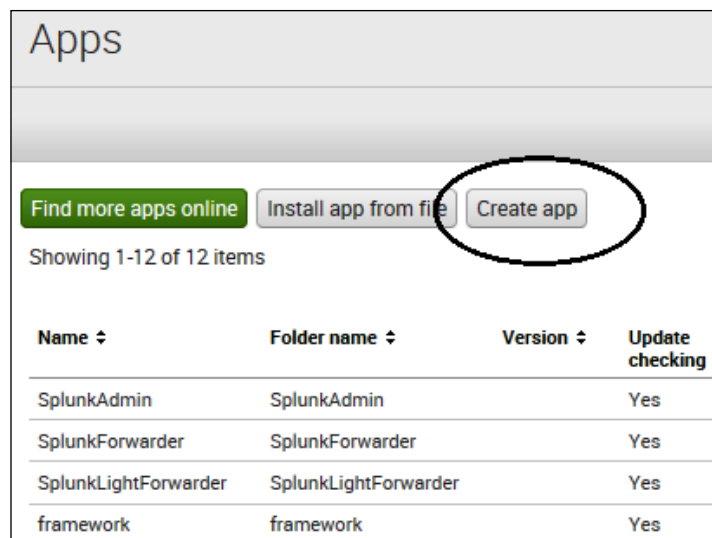 Apps
Find more apps online Install app from file Create app
Showing 1-12 of 12 items
Name Folder name Version Update checking
SplunkAdmin SplunkAdmin Yes
SplunkForwarder SplunkForwarder Yes
SplunkLightForwarder SplunkLightForwarder Yes
framework framework Yes